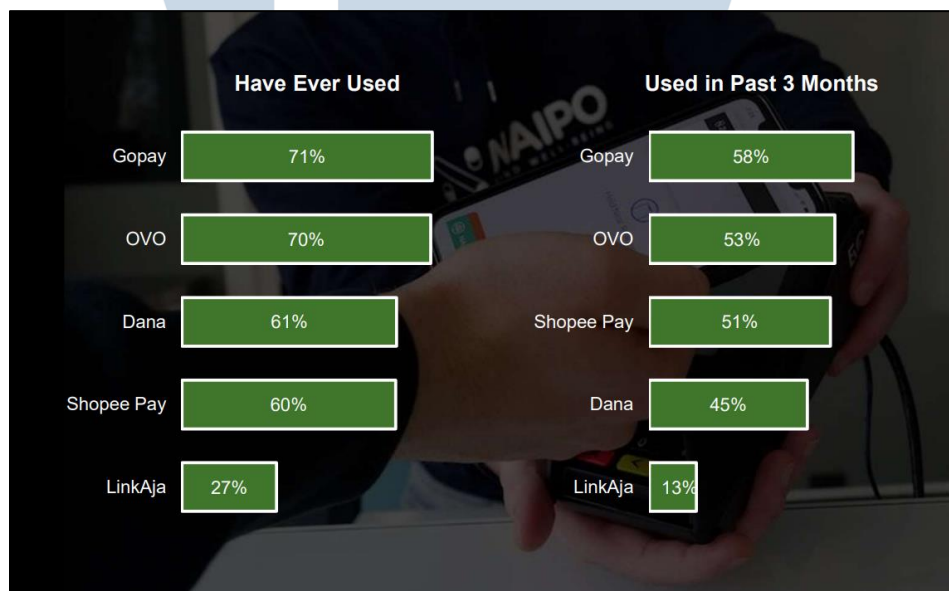 Have Ever Used
Gopay 71%
OVO 70%
Dana 61%
Shopee Pay 60%
LinkAja 27%
Used in Past 3 Months
Gopay 58%
OVO 53%
Shopee Pay 51%
Dana 45%
LinkAja 13%
NAIPO